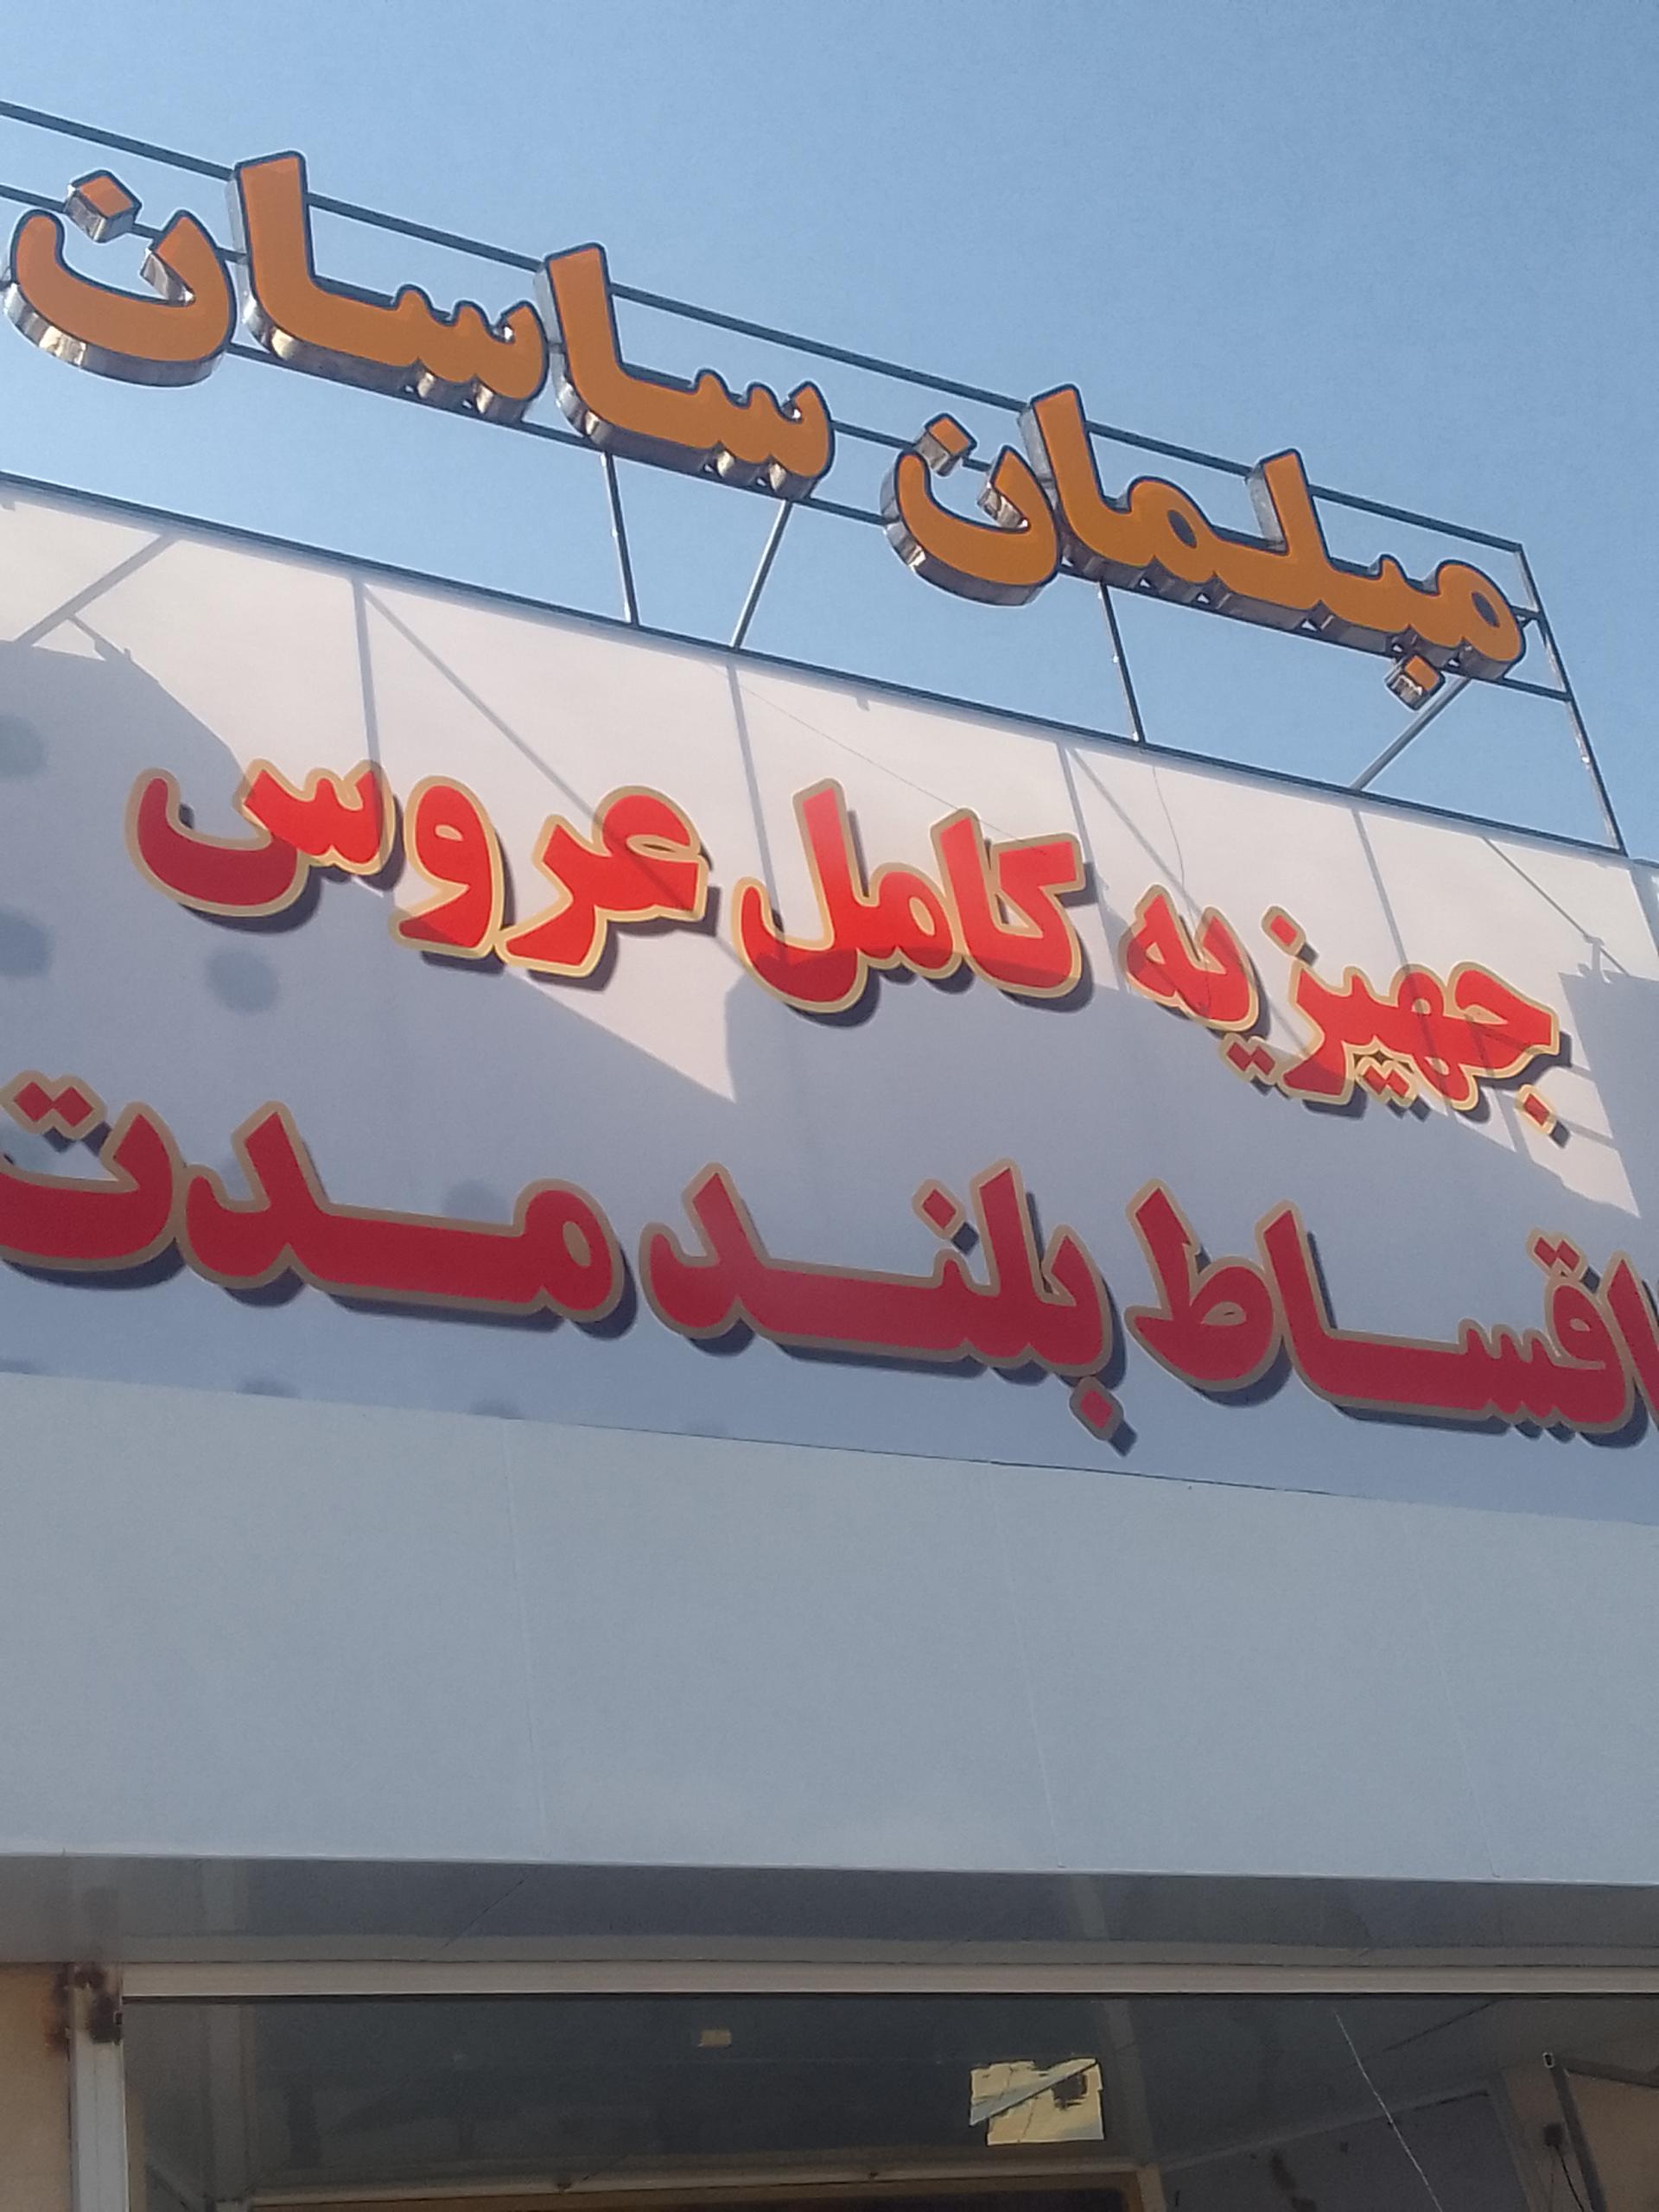 مبلمان ساسان
جهیزیه کامل عروس
اقساط بلند مدت